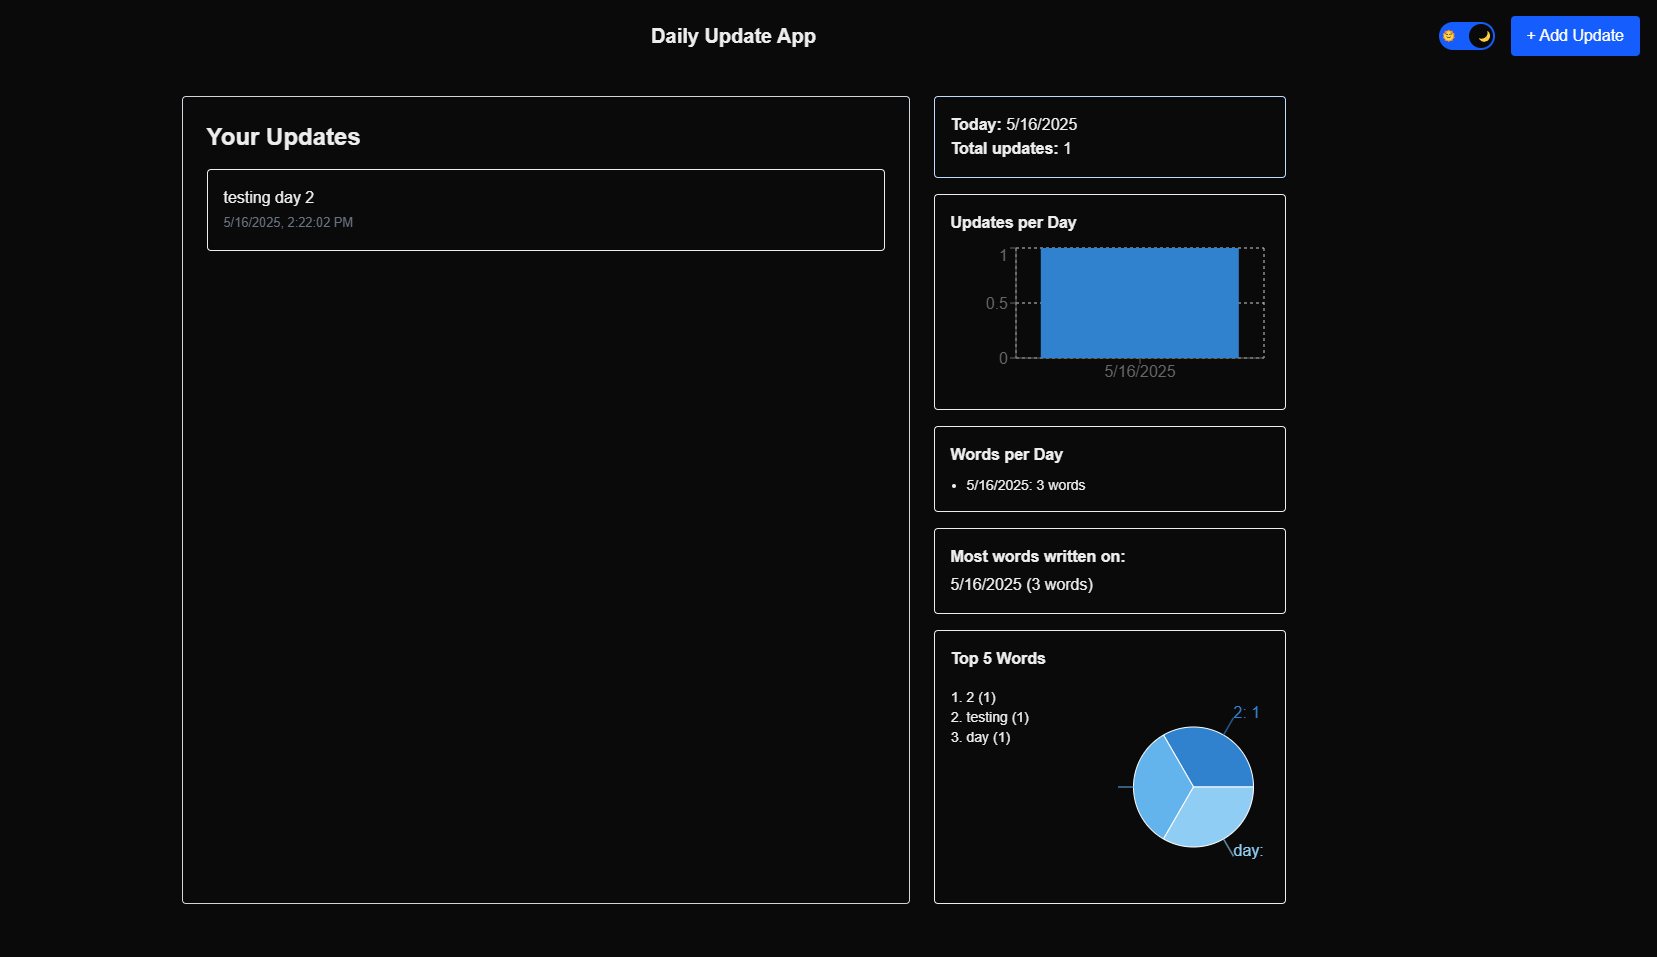 Daily Update App
+ Add Update
Your Updates
testing day 2
5/16/2025, 2:22:02 PM
Today: 5/16/2025
Total updates: 1
Updates per Day
1
0.5
0
5/16/2025
Words per Day
• 5/16/2025: 3 words
Most words written on:
5/16/2025 (3 words)
Top 5 Words
1. 2 (1)
2. testing (1)
3. day (1)
2: 1
day: